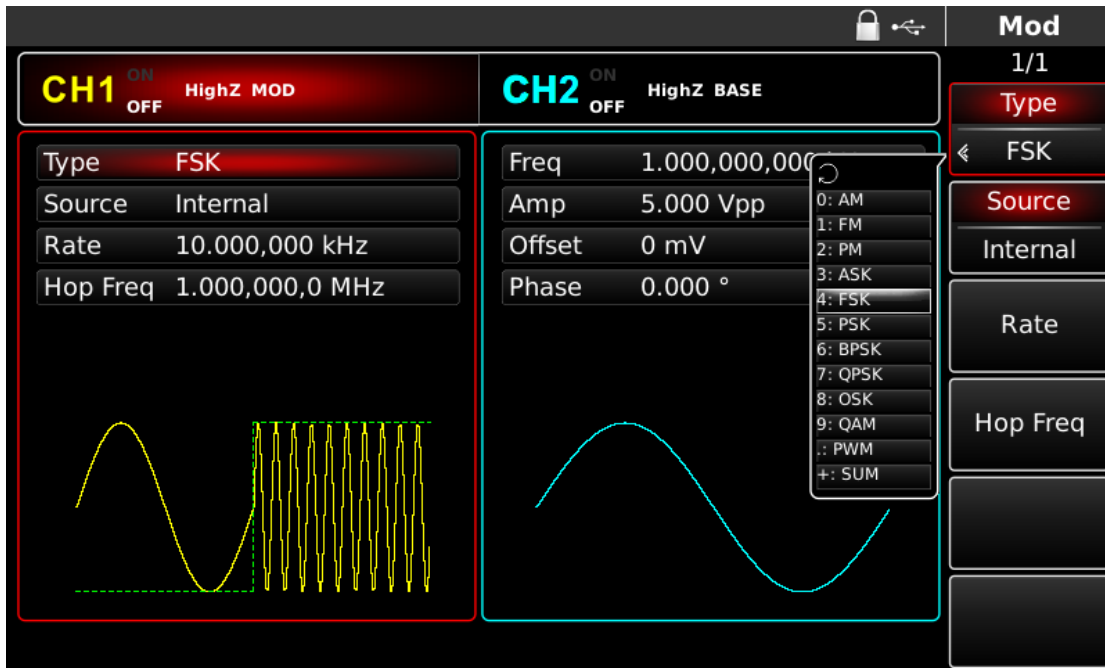 Mod
1/1
CH1 ON OFF HighZ MOD
CH2 ON OFF HighZ BASE
Type FSK
Source Internal
Rate 10.000,000 kHz
Hop Freq 1.000,000,0 MHz
Freq 1.000,000,000
Amp 5.000 Vpp
Offset 0 mV
Phase 0.000 °
0: AM
1: FM
2: PM
3: ASK
4: FSK
5: PSK
6: BPSK
7: QPSK
8: OSK
9: QAM
.: PWM
+: SUM
Type
FSK
Source
Internal
Rate
Hop Freq